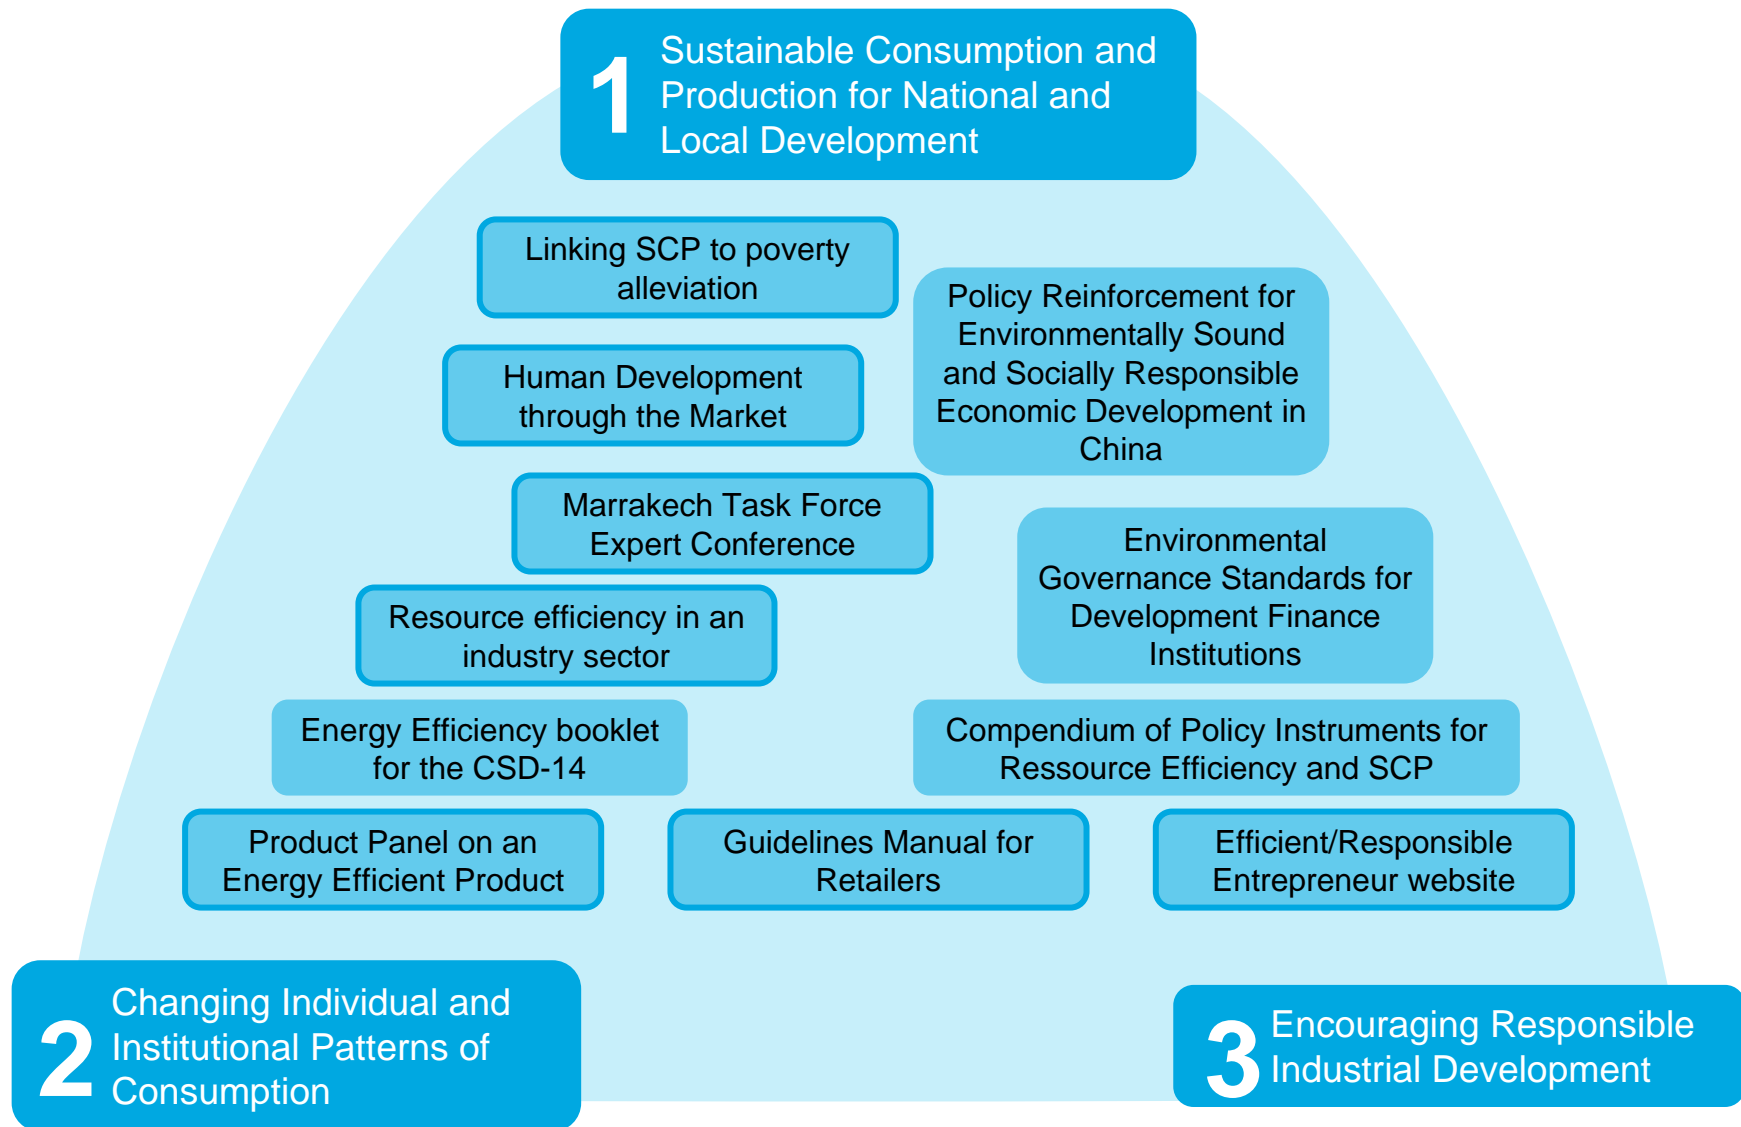 1
Sustainable Consumption and
Production for National and
Local Development
Linking SCP to poverty
alleviation
Policy Reinforcement for
Environmentally Sound
and Socially Responsible
Economic Development in
China
Human Development
through the Market
Marrakech Task Force
Expert Conference
Environmental
Governance Standards for
Development Finance
Institutions
Resource efficiency in an
industry sector
Energy Efficiency booklet
for the CSD-14
Compendium of Policy Instruments for
Ressource Efficiency and SCP
Product Panel on an
Energy Efficient Product
Guidelines Manual for
Retailers
Efficient/Responsible
Entrepreneur website
2
Changing Individual and
Institutional Patterns of
Consumption
3
Encouraging Responsible
Industrial Development